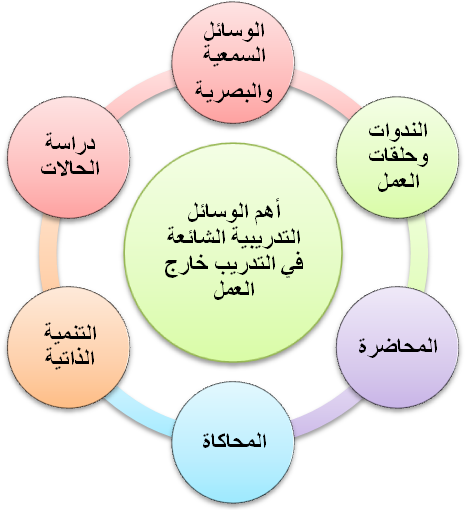 الوسائل
السمعية
والبصرية
الندوات
وحلقات
العمل
المحاضرة
المحاكاة
التنمية
الذاتية
دراسة
الحالات
أهم الوسائل
التدريبية الشائعة
في التدريب خارج
العمل